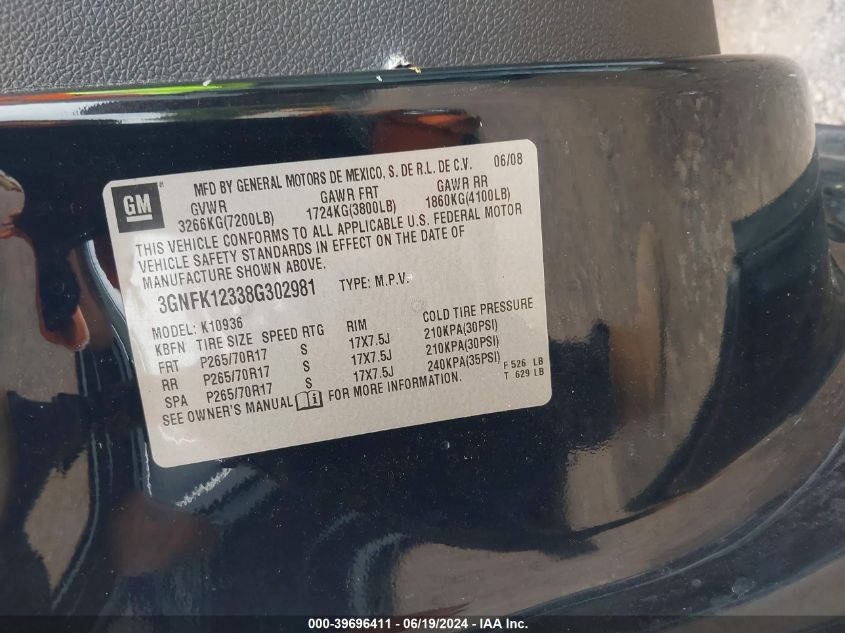 MFD BY GENERAL MOTORS DE MEXICO, S. DE R.L. DE C.V. 06/08
GM
GVWR GAWR FRT GAWR RR
3266KG(7200LB) 1724KG(3800LB) 1860KG(4100LB)
THIS VEHICLE CONFORMS TO ALL APPLICABLE U.S. FEDERAL MOTOR
VEHICLE SAFETY STANDARDS IN EFFECT ON THE DATE OF
MANUFACTURE SHOWN ABOVE.
3GNFK12338G302981 TYPE: M.P.V.
MODEL: K10936
KBFN TIRE SIZE SPEED RTG RIM COLD TIRE PRESSURE
FRT P265/70R17 S 17X7.5J 210KPA(30PSI)
RR P265/70R17 S 17X7.5J 210KPA(30PSI)
SPA P265/70R17 S 17X7.5J 240KPA(35PSI)
SEE OWNER'S MANUAL FOR MORE INFORMATION.
F 526 LB
T 629 LB
000-39696411 - 06/19/2024 - IAA Inc.